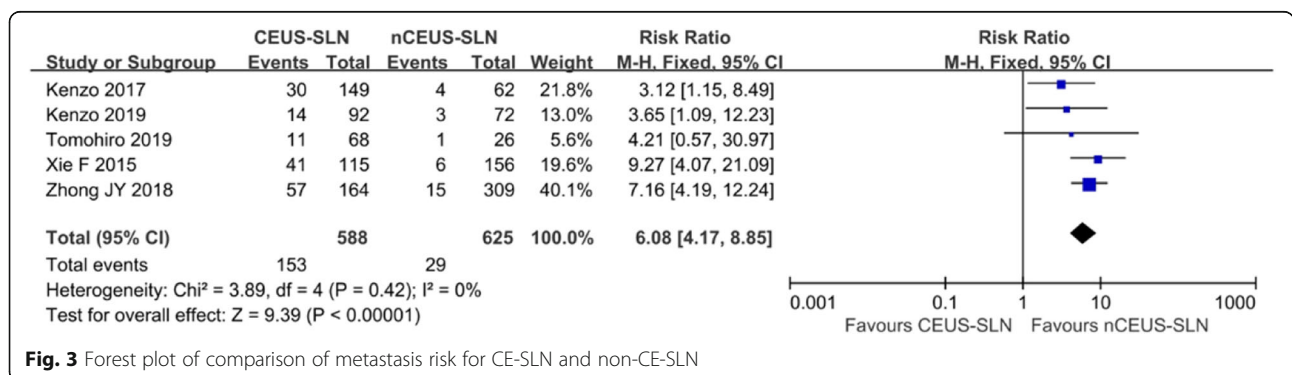 CEUS-SLN nCEUS-SLN Risk Ratio Risk Ratio
Study or Subgroup Events Total Events Total Weight M-H, Fixed, 95% CI M-H, Fixed, 95% CI
Kenzo 2017 30 149 4 62 21.8% 3.12 [1.15, 8.49]
Kenzo 2019 14 92 3 72 13.0% 3.65 [1.09, 12.23]
Tomohiro 2019 11 68 1 26 5.6% 4.21 [0.57, 30.97]
Xie F 2015 41 115 6 156 19.6% 9.27 [4.07, 21.09]
Zhong JY 2018 57 164 15 309 40.1% 7.16 [4.19, 12.24]
Total (95% CI) 588 625 100.0% 6.08 [4.17, 8.85]
Total events 153 29
Heterogeneity: Chi² = 3.89, df = 4 (P = 0.42); I² = 0%
Test for overall effect: Z = 9.39 (P < 0.00001)
0.001 0.1 1 10 1000
Favours CEUS-SLN Favours nCEUS-SLN
Fig. 3 Forest plot of comparison of metastasis risk for CE-SLN and non-CE-SLN